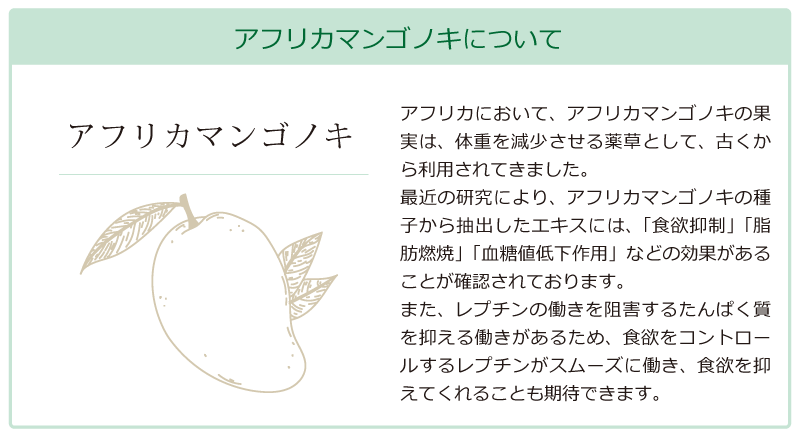 アフリカマンゴノキについて
アフリカマンゴノキ
アフリカにおいて、アフリカマンゴノキの果
実は、体重を減少させる薬草として、古くか
ら利用されてきました。
最近の研究により、アフリカマンゴノキの種
子から抽出したエキスには、「食欲抑制」「脂
肪燃焼」「血糖値低下作用」などの効果がある
ことが確認されております。
また、レプチンの働きを阻害するたんぱく質
を抑える働きがあるため、食欲をコントロー
ルするレプチンがスムーズに働き、食欲を抑
えてくれることも期待できます。